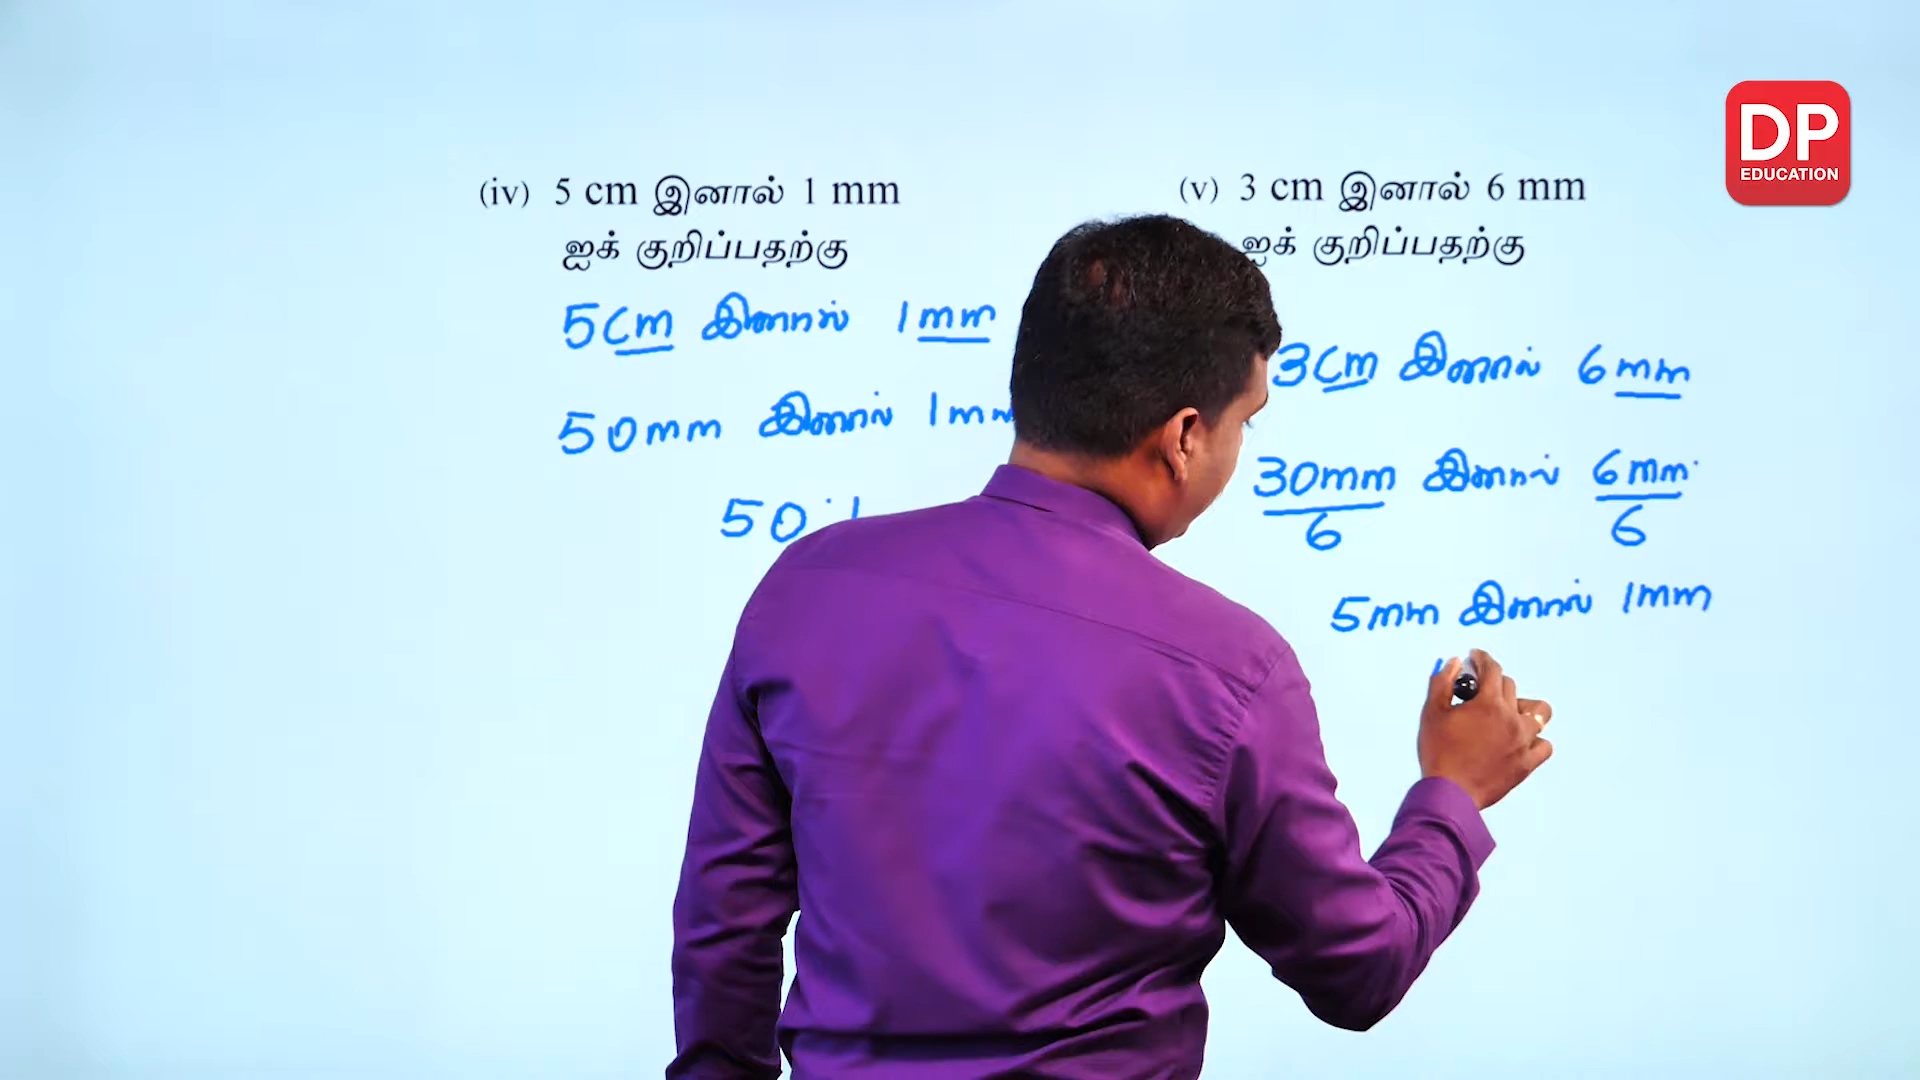 DP
EDUCATION
(iv) 5 cm இனால் 1 mm
ஐக் குறிப்பதற்கு
5cm இனால் 1mm
50mm இனால் 1mm
50:1
(v) 3 cm இனால் 6 mm
ஐக் குறிப்பதற்கு
3cm இனால் 6mm
30mm இனால் 6mm
6 6
5mm இனால் 1mm